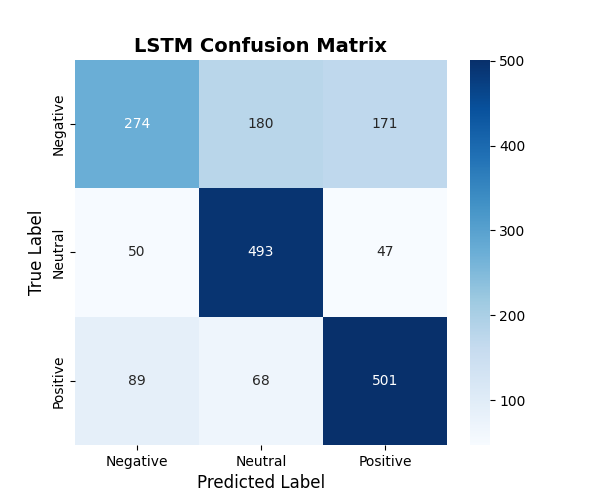 LSTM Confusion Matrix
True Label
Negative
274 180 171
Neutral
50 493 47
Positive
89 68 501
Negative Neutral Positive
Predicted Label
500
400
300
200
100